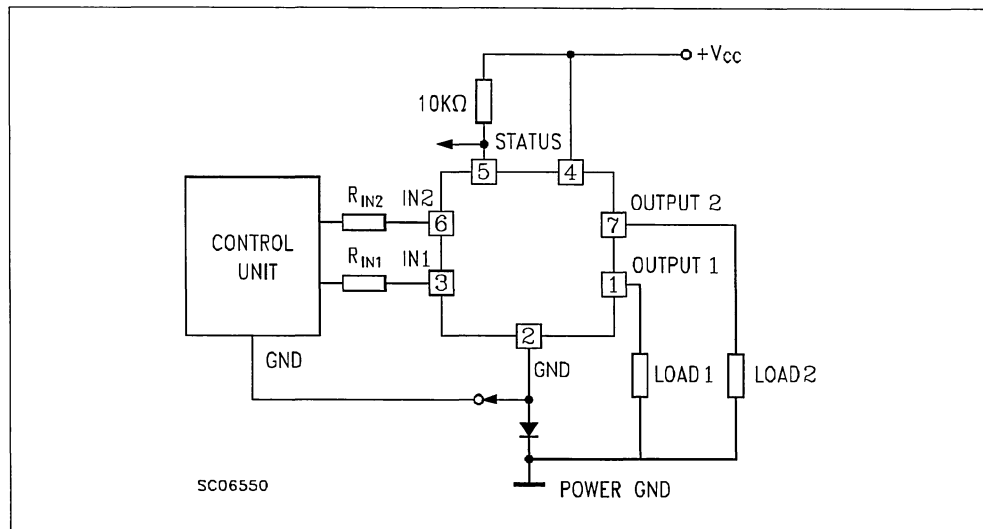 +Vcc
10KΩ
STATUS
5
4
RIN2
IN2
OUTPUT 2
6
7
CONTROL
UNIT
RIN1
IN1
OUTPUT 1
3
1
2
GND
GND
LOAD 1
LOAD 2
SC06550
POWER GND